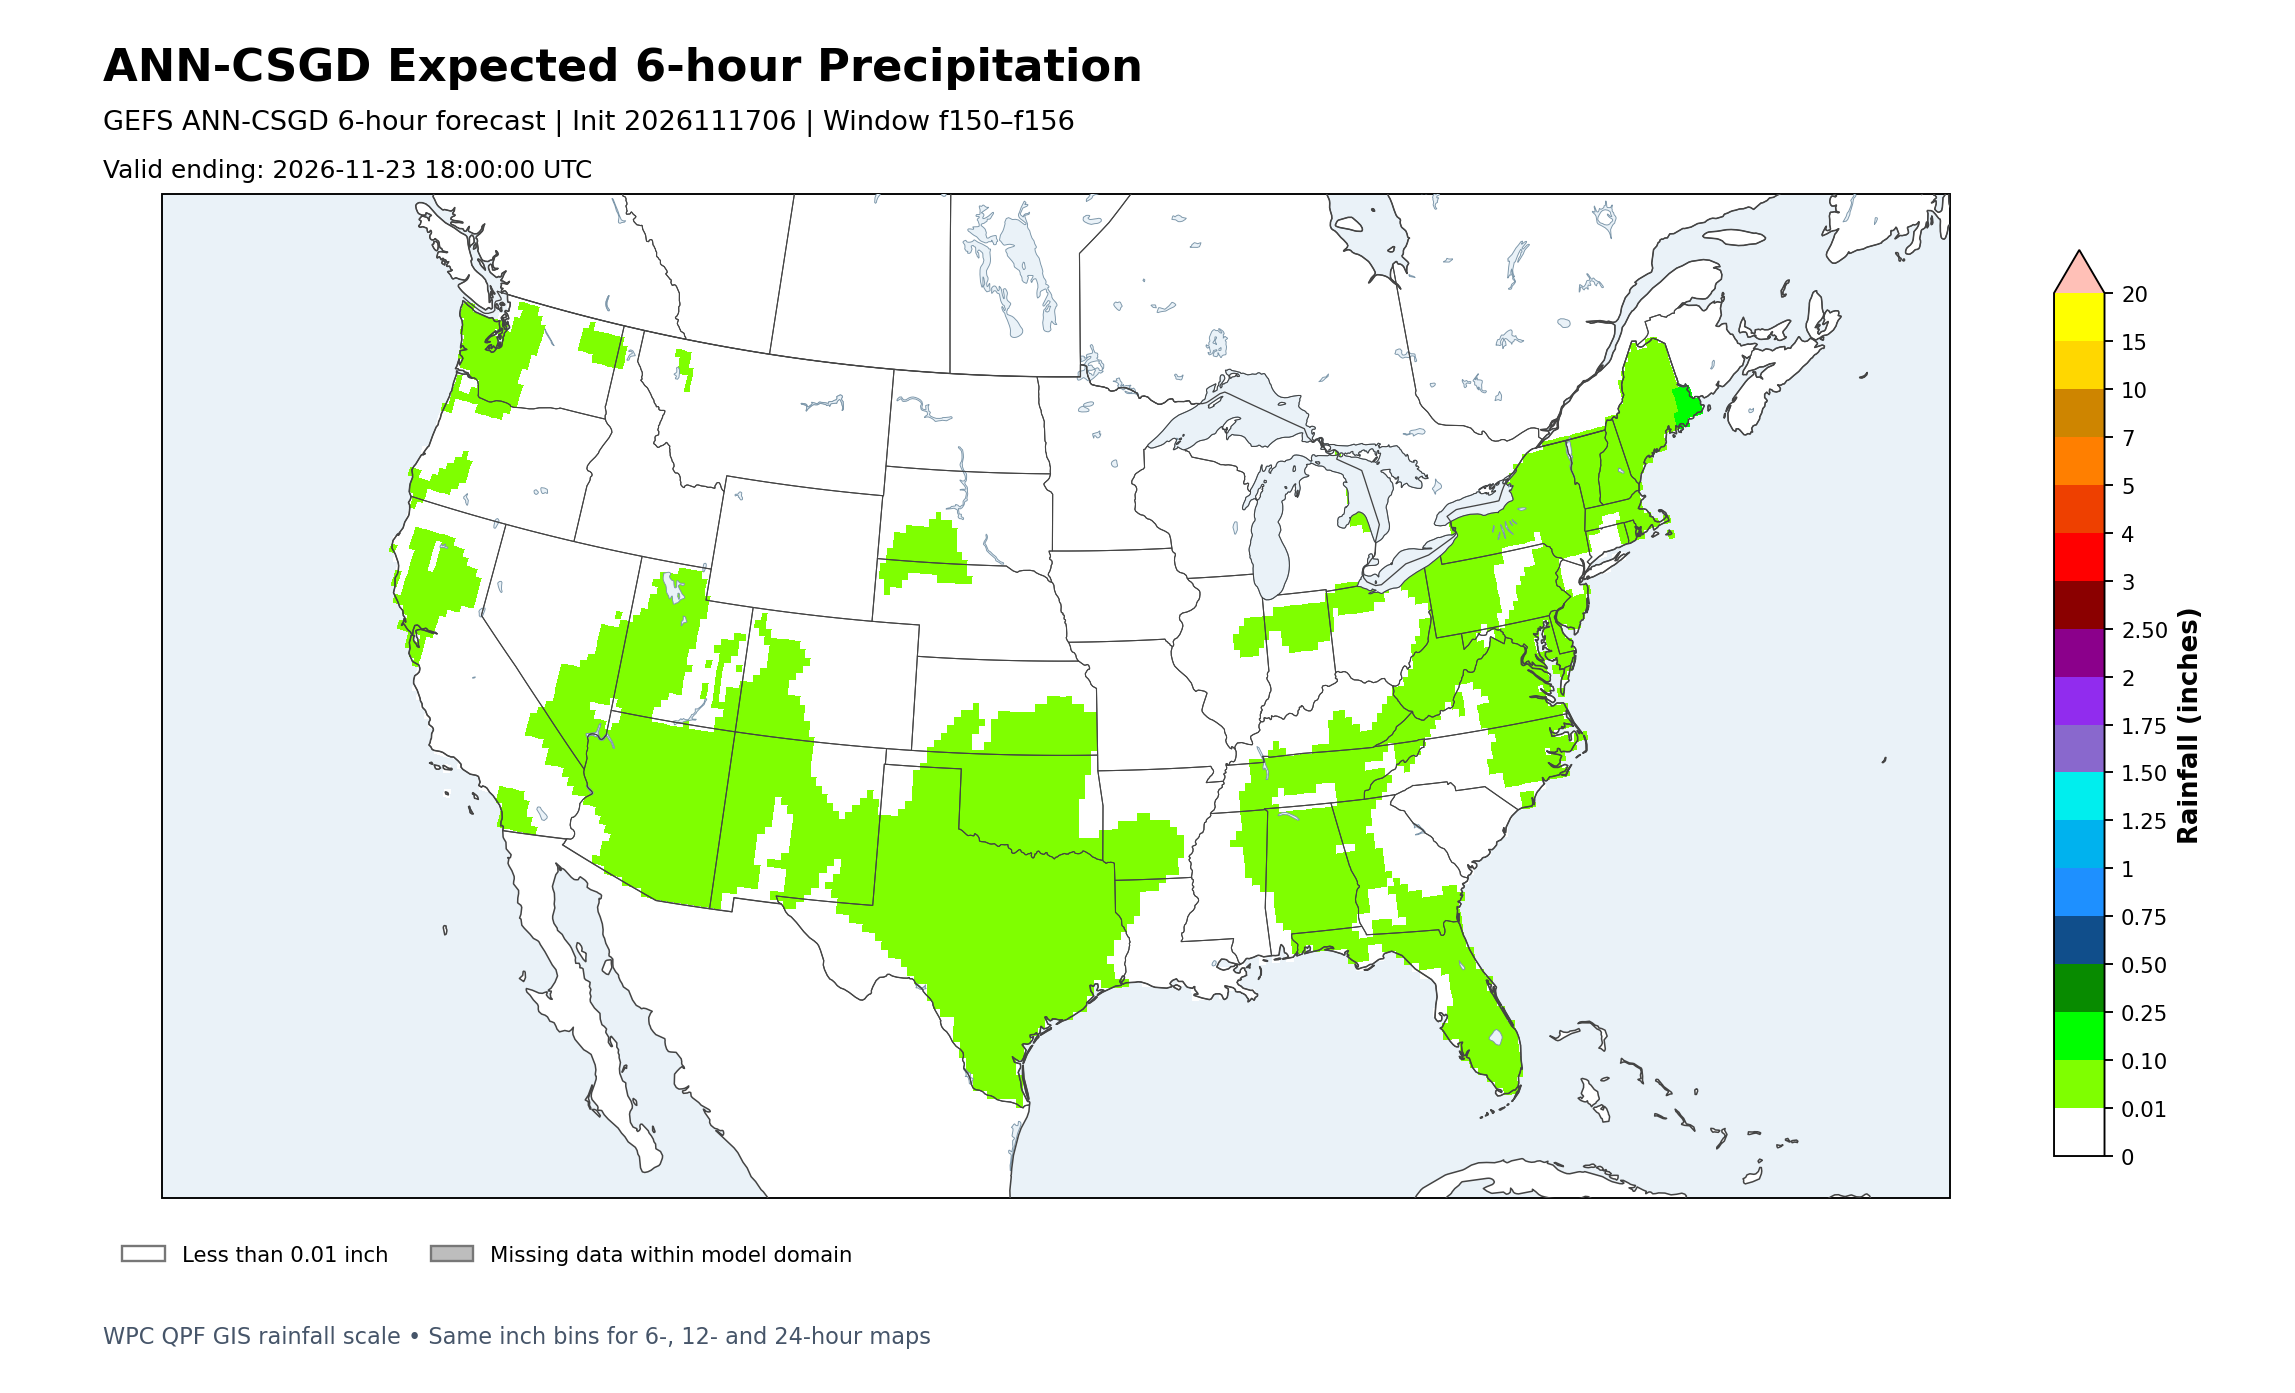 ANN-CSGD Expected 6-hour Precipitation
GEFS ANN-CSGD 6-hour forecast | Init 2026111706 | Window f150–f156
Valid ending: 2026-11-23 18:00:00 UTC
20
15
10
7
5
4
3
2.50
2
1.75
1.50
1.25
1
0.75
0.50
0.25
0.10
0.01
0
Rainfall (inches)
Less than 0.01 inch
Missing data within model domain
WPC QPF GIS rainfall scale • Same inch bins for 6-, 12- and 24-hour maps